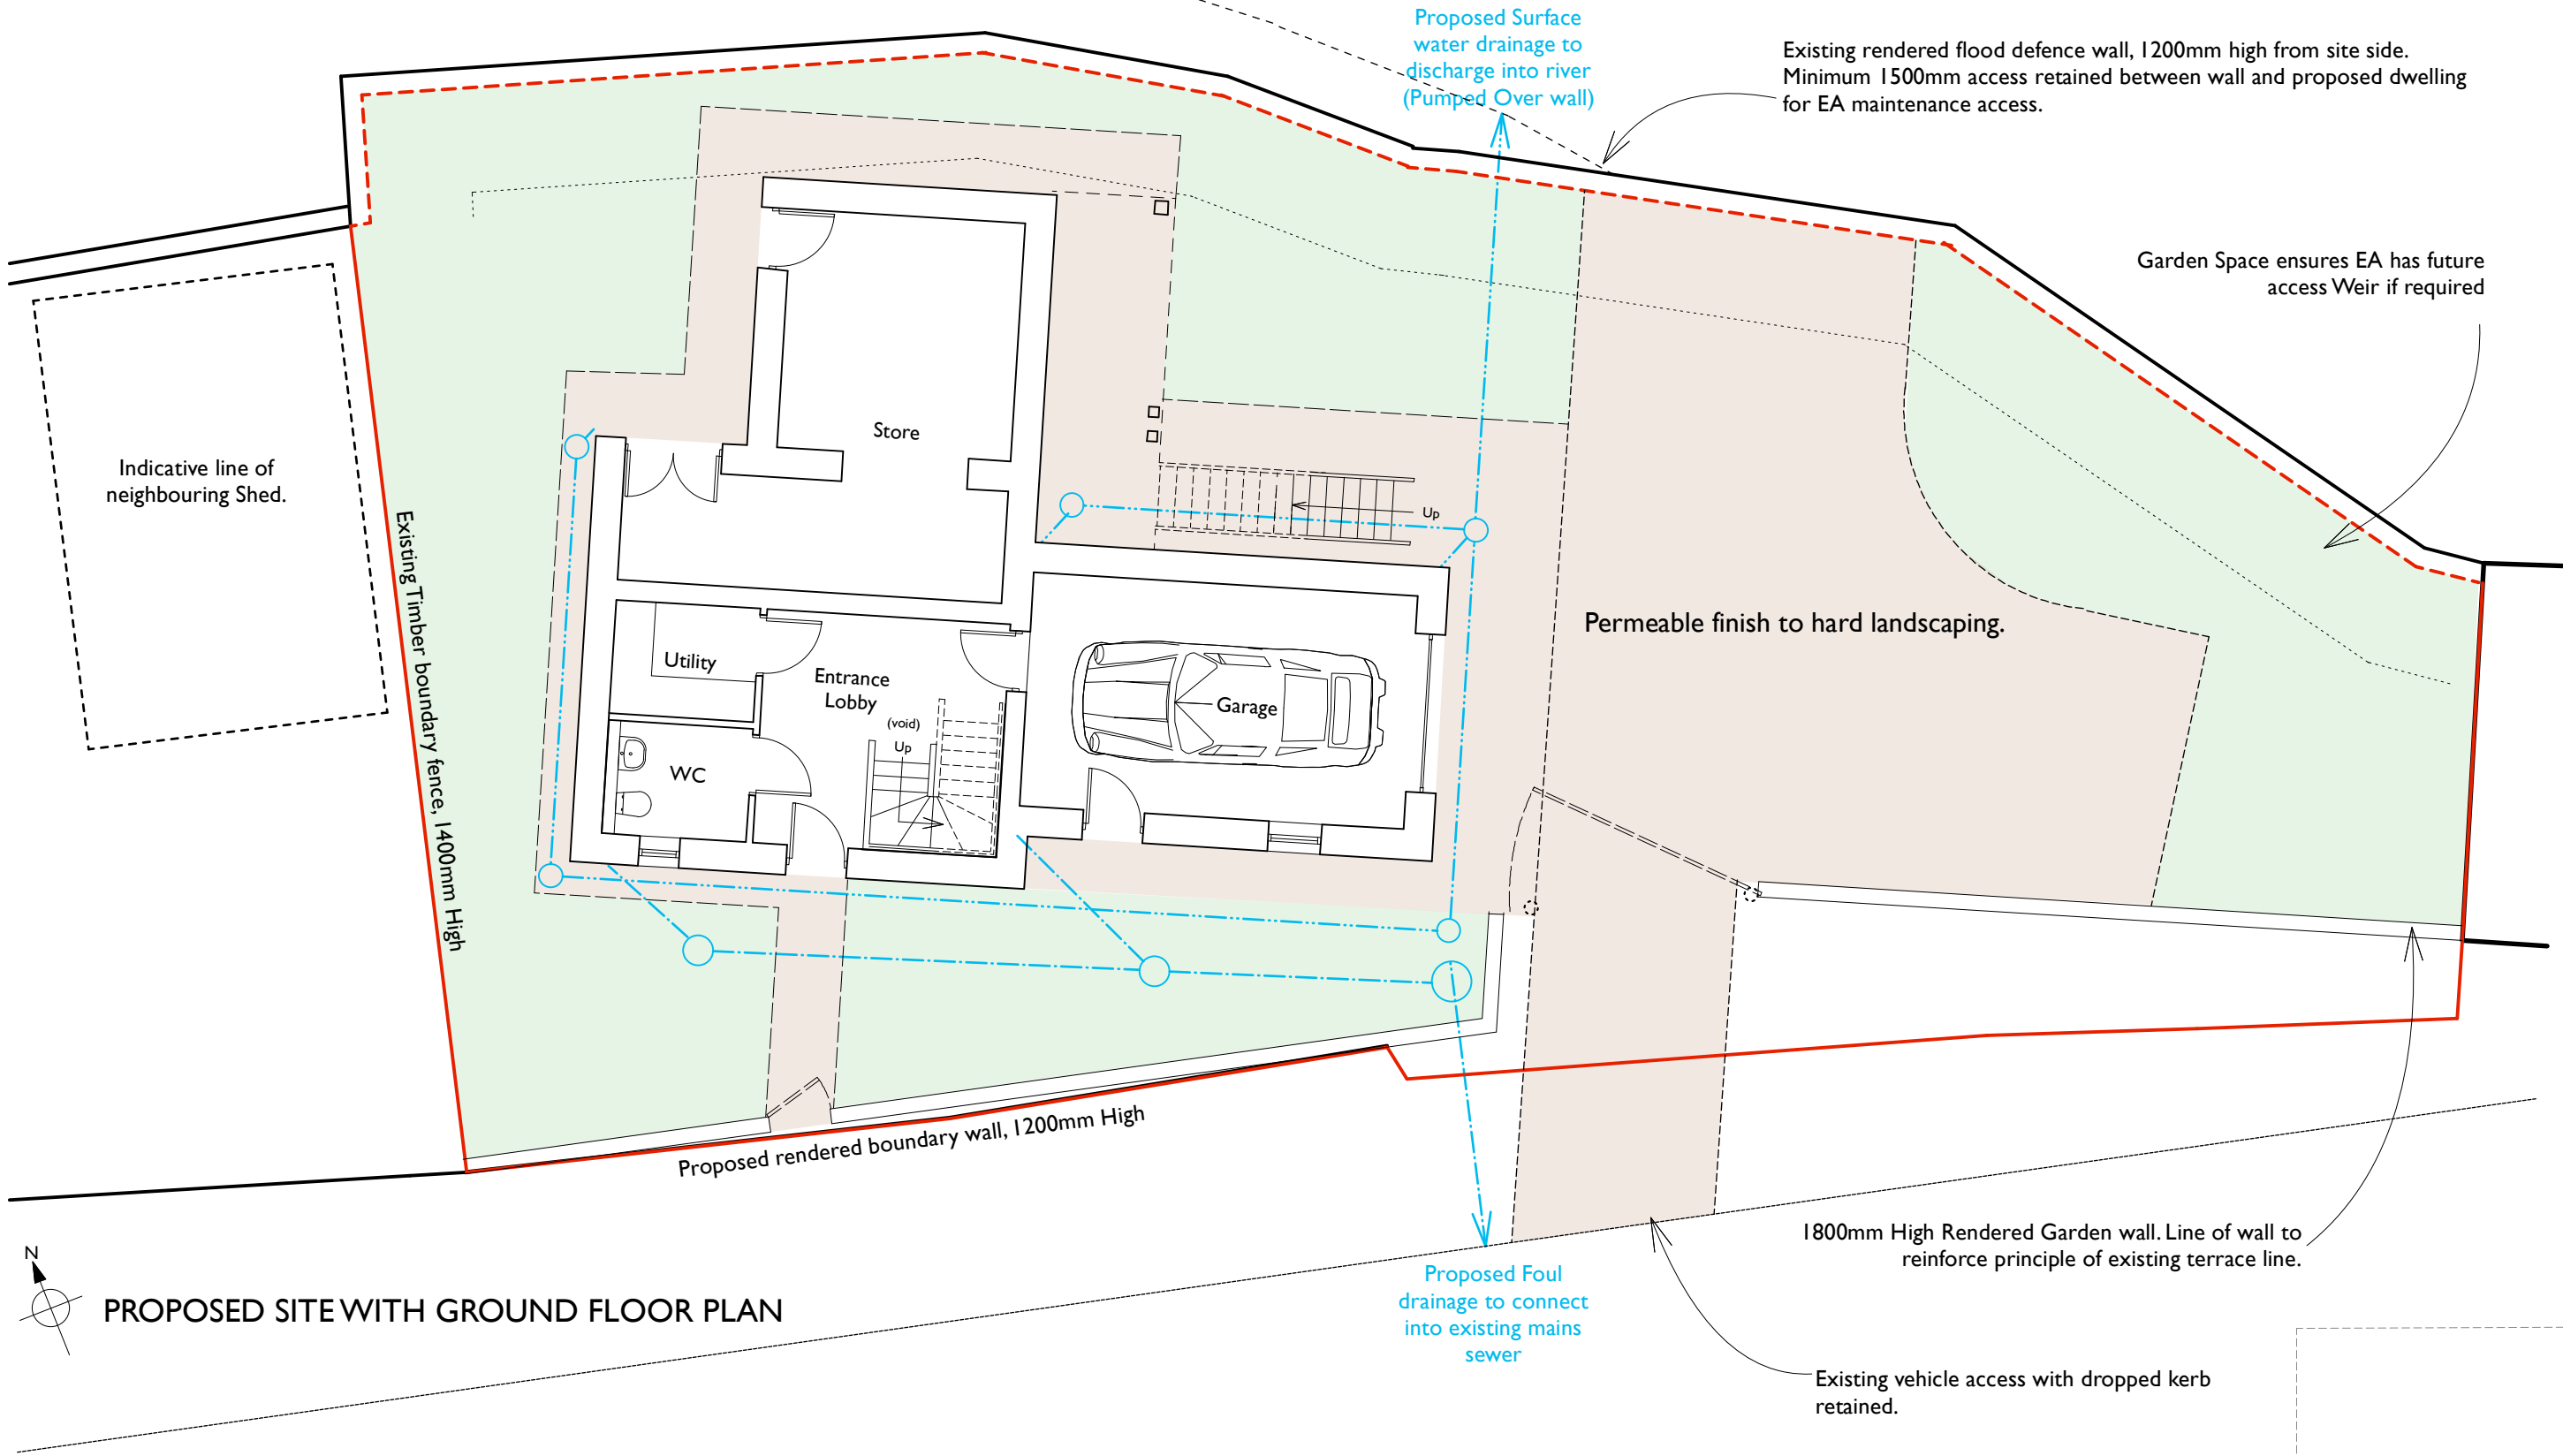 Proposed Surface
water drainage to
discharge into river
(Pumped Over wall)
Existing rendered flood defence wall, 1200mm high from site side.
Minimum 1500mm access retained between wall and proposed dwelling
for EA maintenance access.
Garden Space ensures EA has future
access Weir if required
Indicative line of
neighbouring Shed.
Existing Timber boundary fence, 1400mm High
Store
Up
Utility
Entrance
Lobby
(void)
Up
WC
Garage
Permeable finish to hard landscaping.
Proposed rendered boundary wall, 1200mm High
1800mm High Rendered Garden wall. Line of wall to
reinforce principle of existing terrace line.
N
PROPOSED SITE WITH GROUND FLOOR PLAN
Proposed Foul
drainage to connect
into existing mains
sewer
Existing vehicle access with dropped kerb
retained.